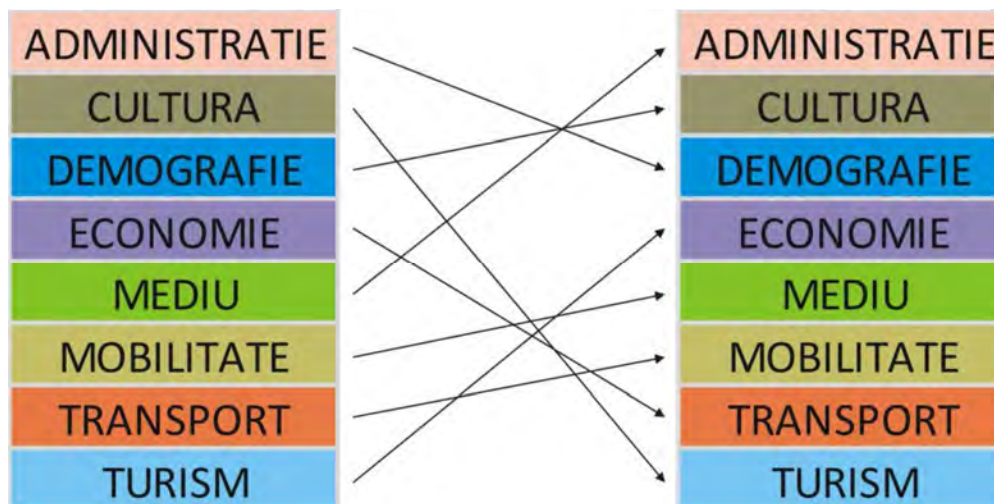 ADMINISTRATIE
CULTURA
DEMOGRAFIE
ECONOMIE
MEDIU
MOBILITATE
TRANSPORT
TURISM
ADMINISTRATIE
CULTURA
DEMOGRAFIE
ECONOMIE
MEDIU
MOBILITATE
TRANSPORT
TURISM